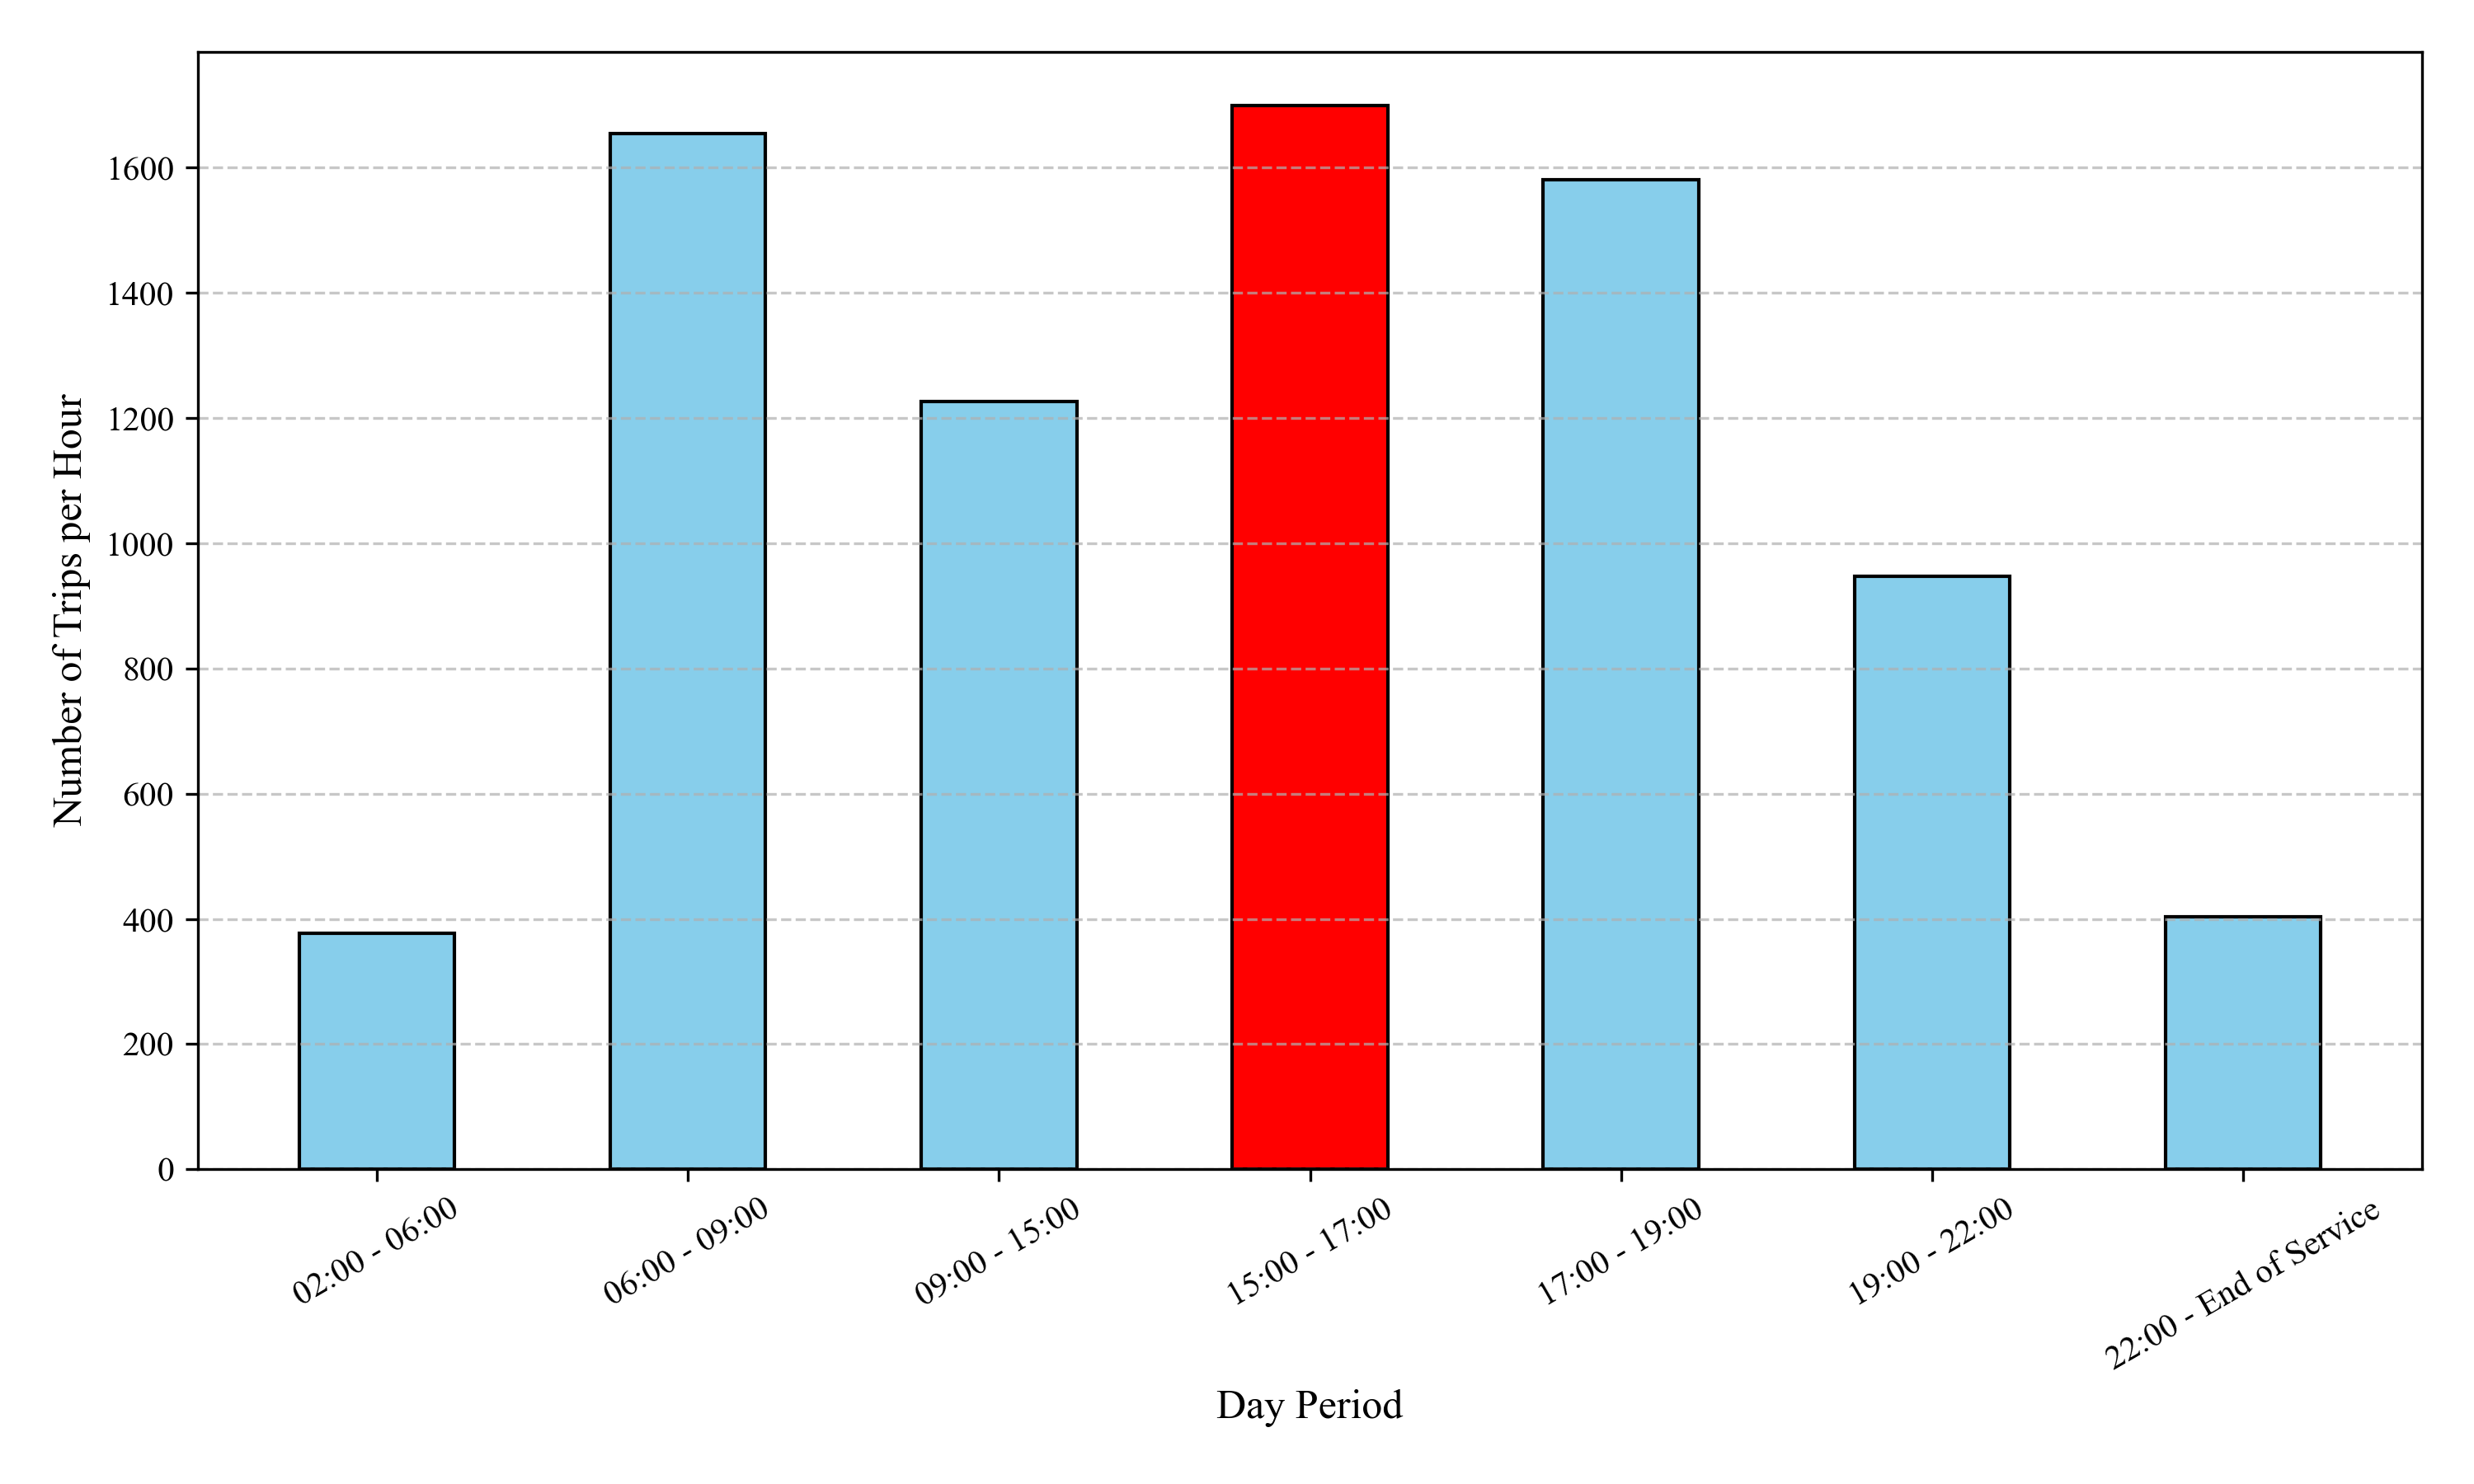 Number of Trips per Hour
1600
1400
1200
1000
800
600
400
200
0
02:00 - 06:00
06:00 - 09:00
09:00 - 15:00
15:00 - 17:00
17:00 - 19:00
19:00 - 22:00
22:00 - End of Service
Day Period